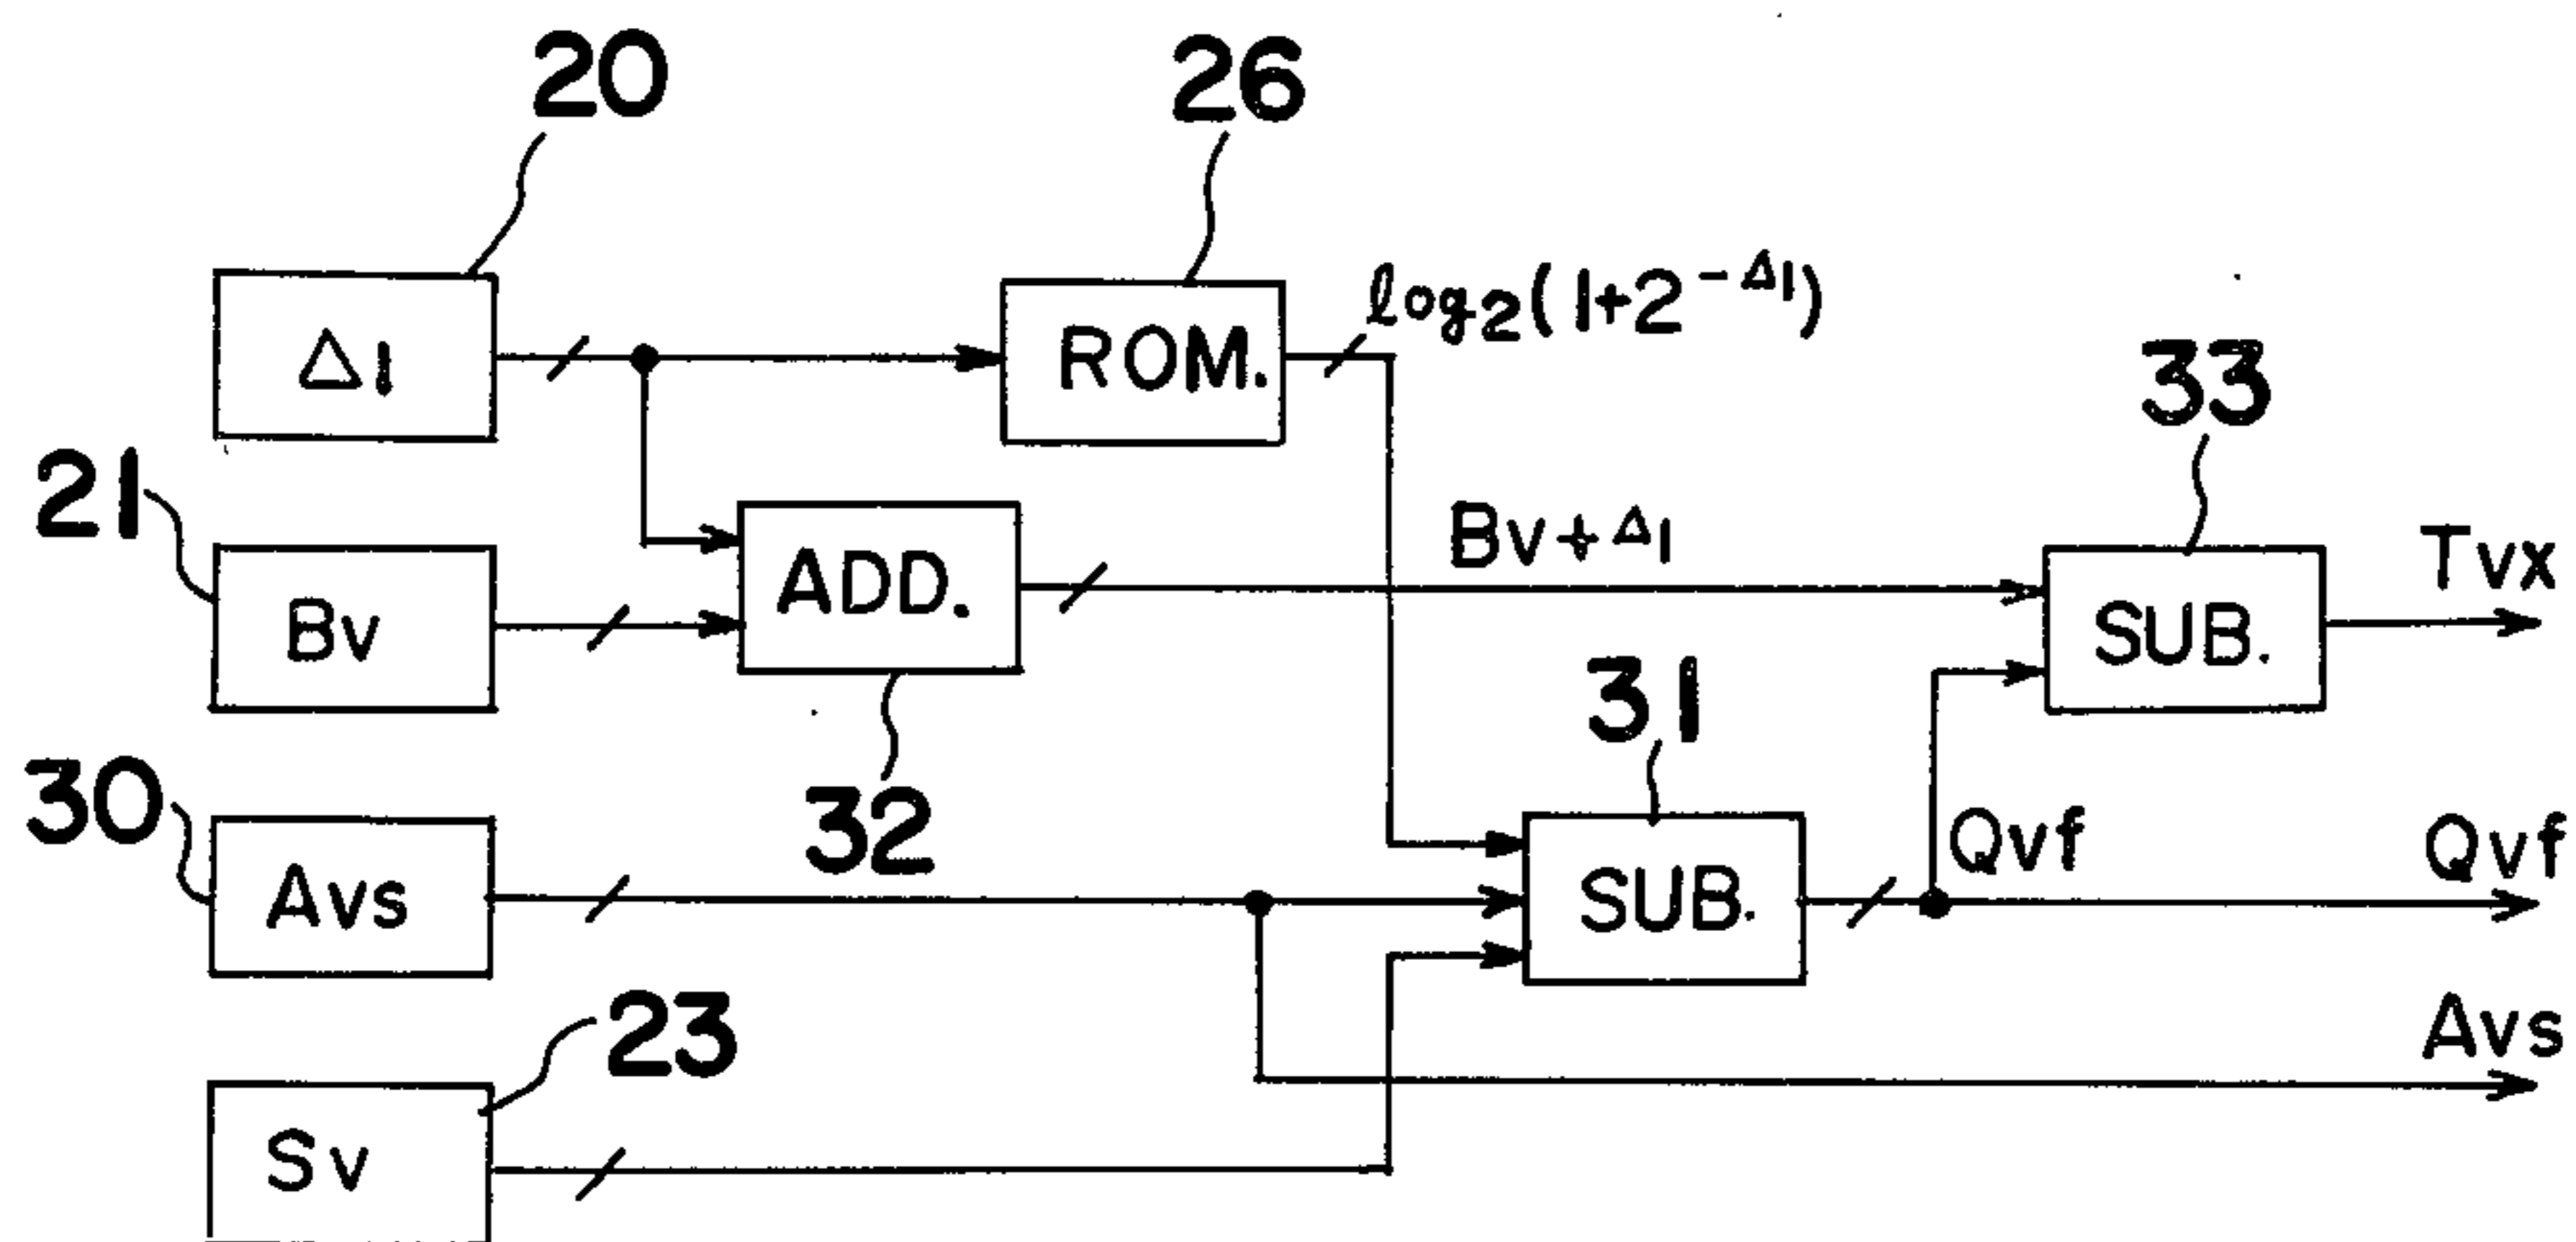 20
26
Δ1
ROM.
log₂(1+2^-Δ1)
33
21
Bv
ADD.
Bv+Δ1
SUB.
Tvx
30
Avs
32
31
SUB.
Qvf
Qvf
Avs
23
Sv